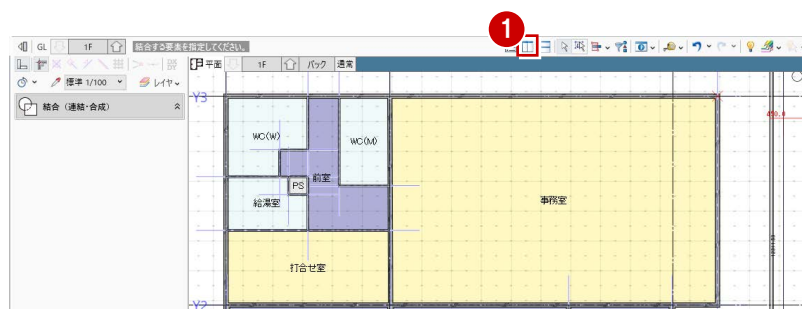 1
GL 1F 結合する要素を指定してください。
平面 1F バック 通常
標準 1/100 レイヤ
結合（連結・合成）
Y3
450.0
WC(W)
WC(M)
PS
前室
給湯室
事務室
打合せ室
Y2